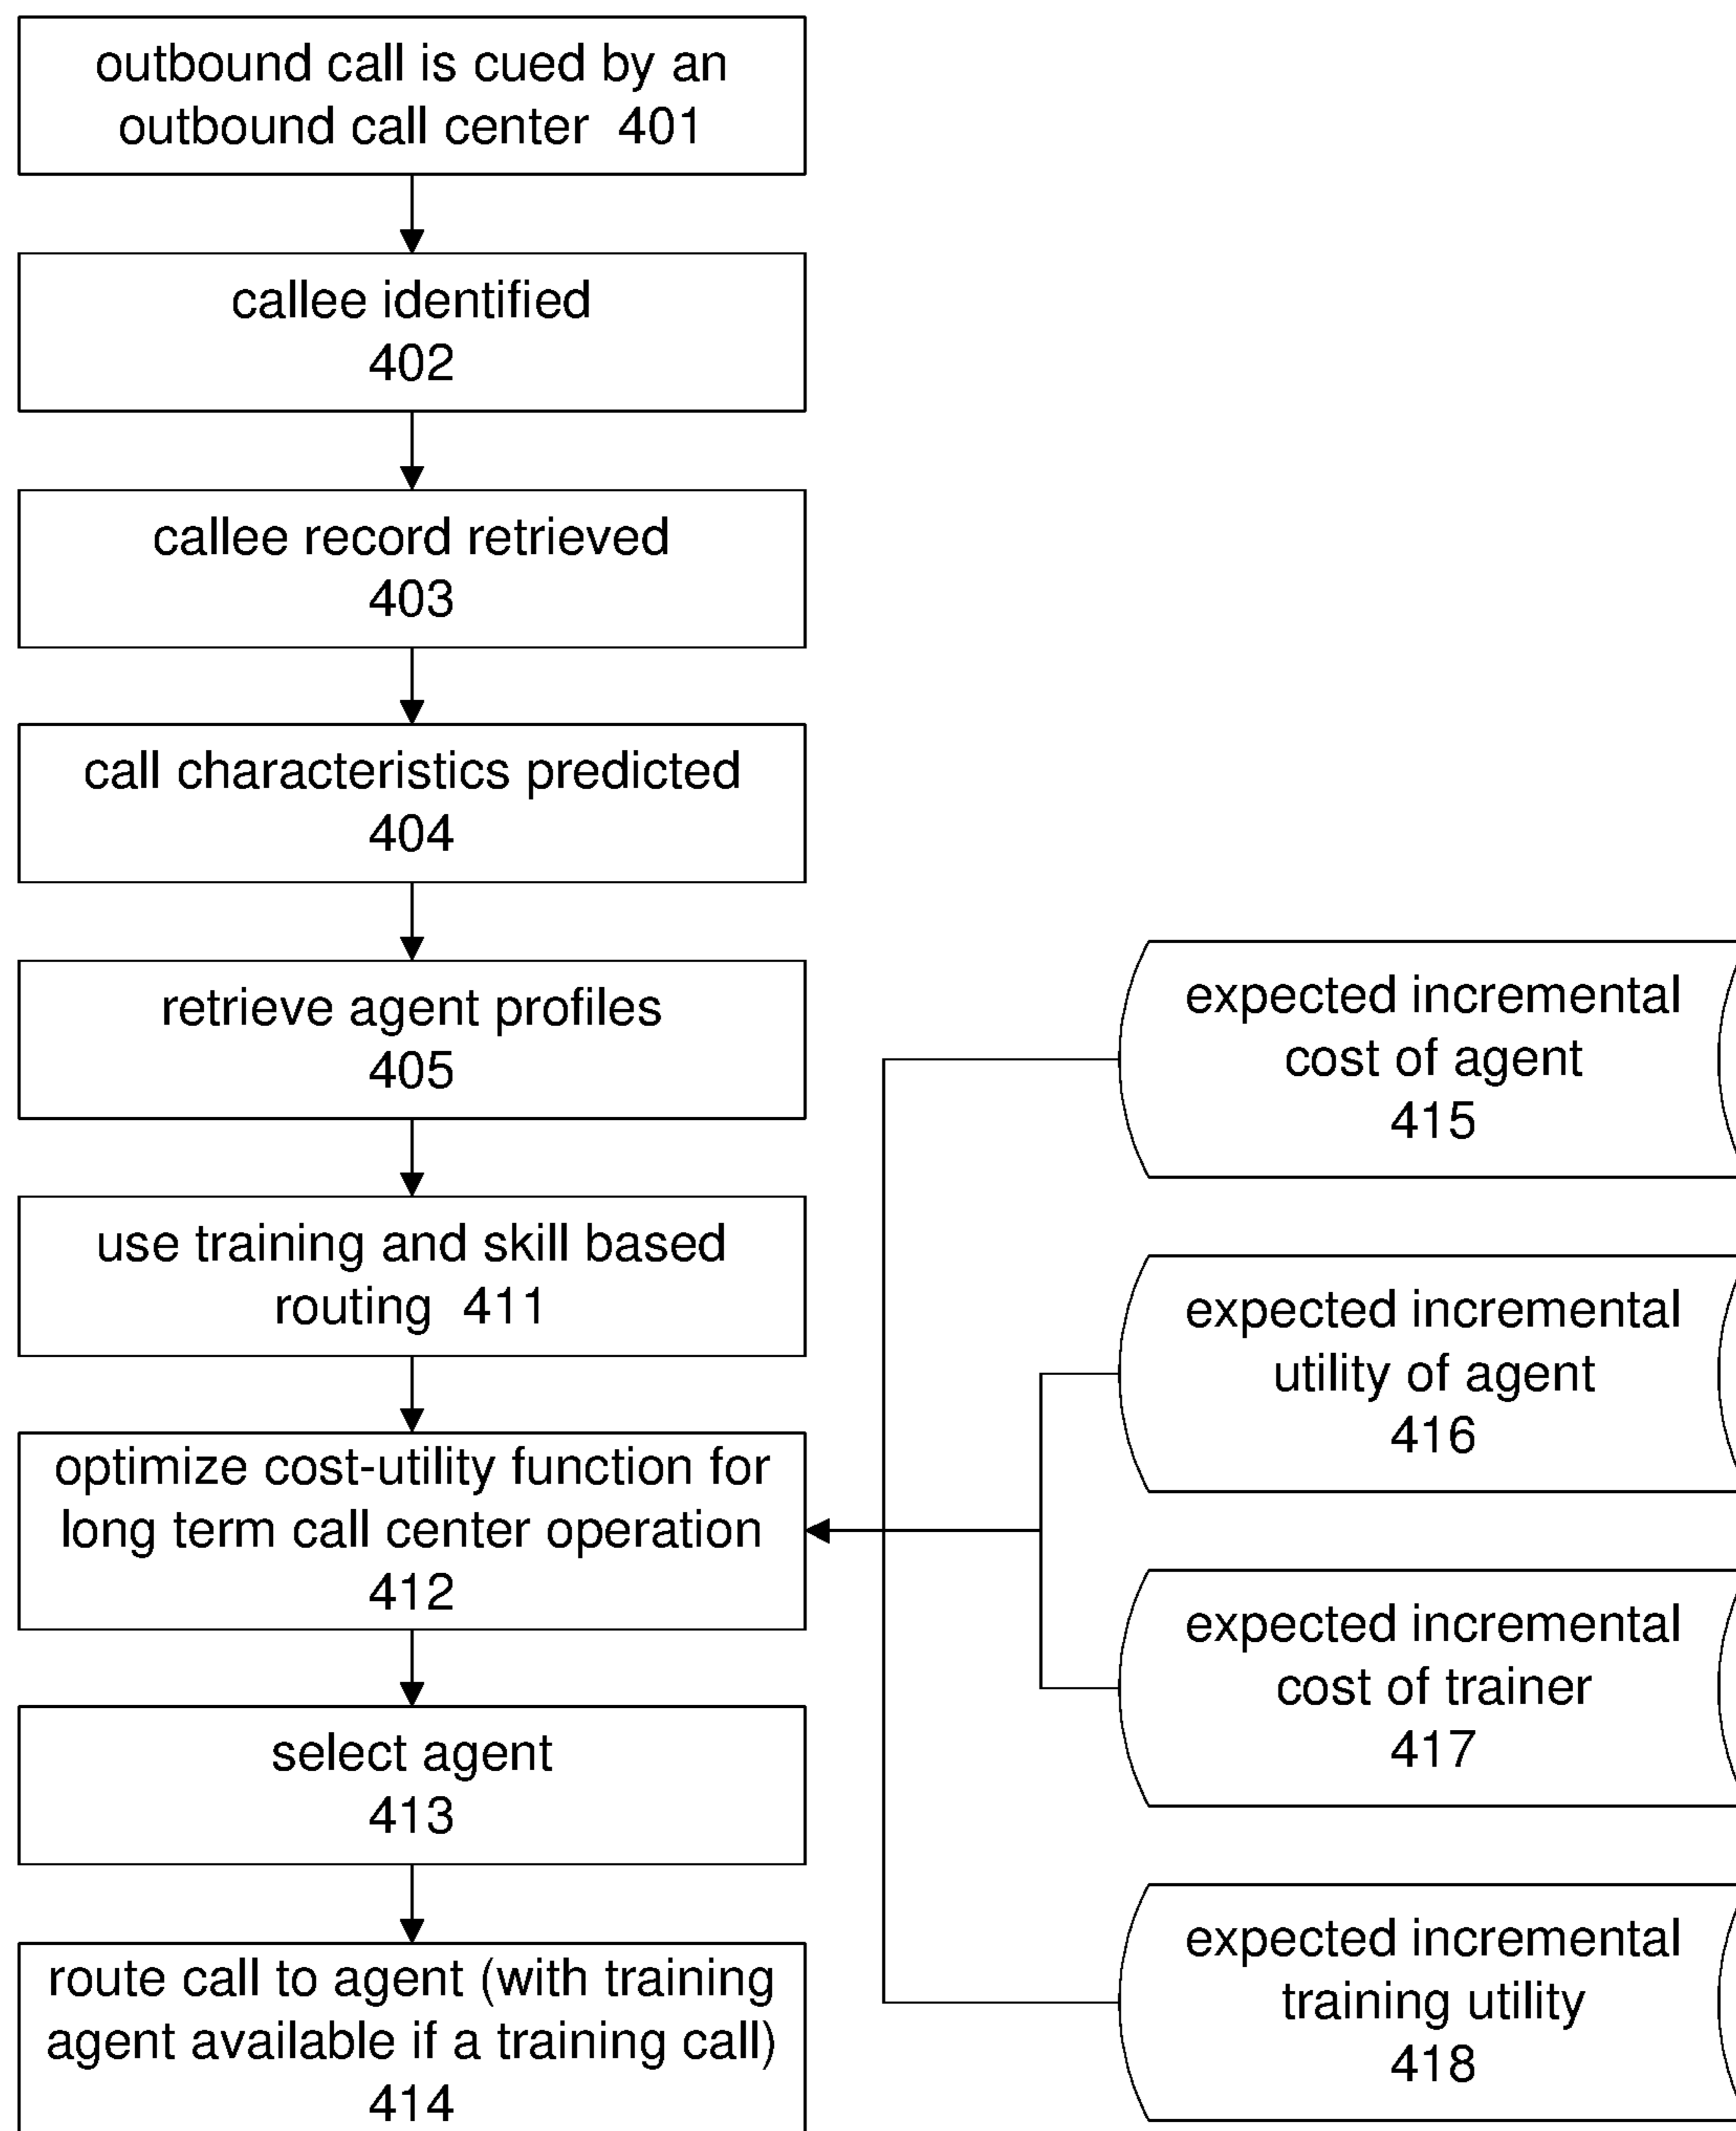 outbound call is cued by an
outbound call center 401
callee identified
402
callee record retrieved
403
call characteristics predicted
404
retrieve agent profiles
405
use training and skill based
routing 411
optimize cost-utility function for
long term call center operation
412
select agent
413
route call to agent (with training
agent available if a training call)
414
expected incremental
cost of agent
415
expected incremental
utility of agent
416
expected incremental
cost of trainer
417
expected incremental
training utility
418